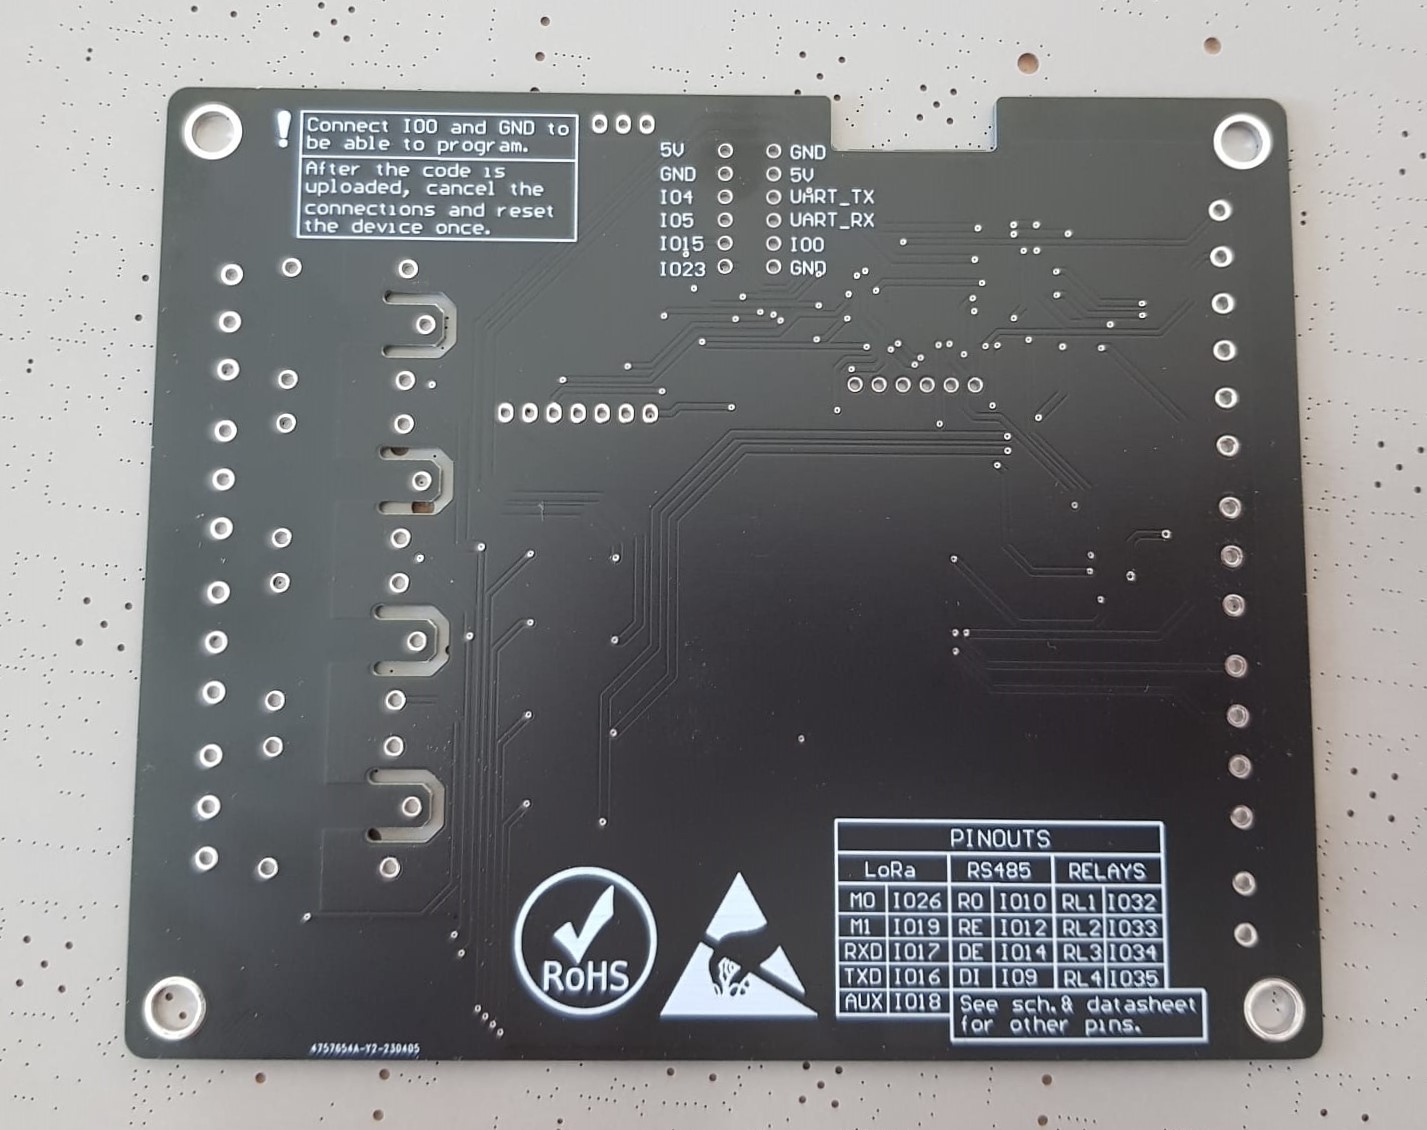 ! Connect IO0 and GND to
be able to program.
After the code is
uploaded, cancel the
connections and reset
the device once.
5V GND
GND 5V
IO4 UART_TX
IO5 UART_RX
IO15 IO0
IO23 GND
PINOUTS
LoRa RS485 RELAYS
M0 IO26 RO IO10 RL1 IO32
M1 IO19 RE IO12 RL2 IO33
RXD IO17 DE IO14 RL3 IO34
TXD IO16 DI IO9 RL4 IO35
AUX IO18 See sch.& datasheet
for other pins.
RoHS
4757654A-Y2-230405